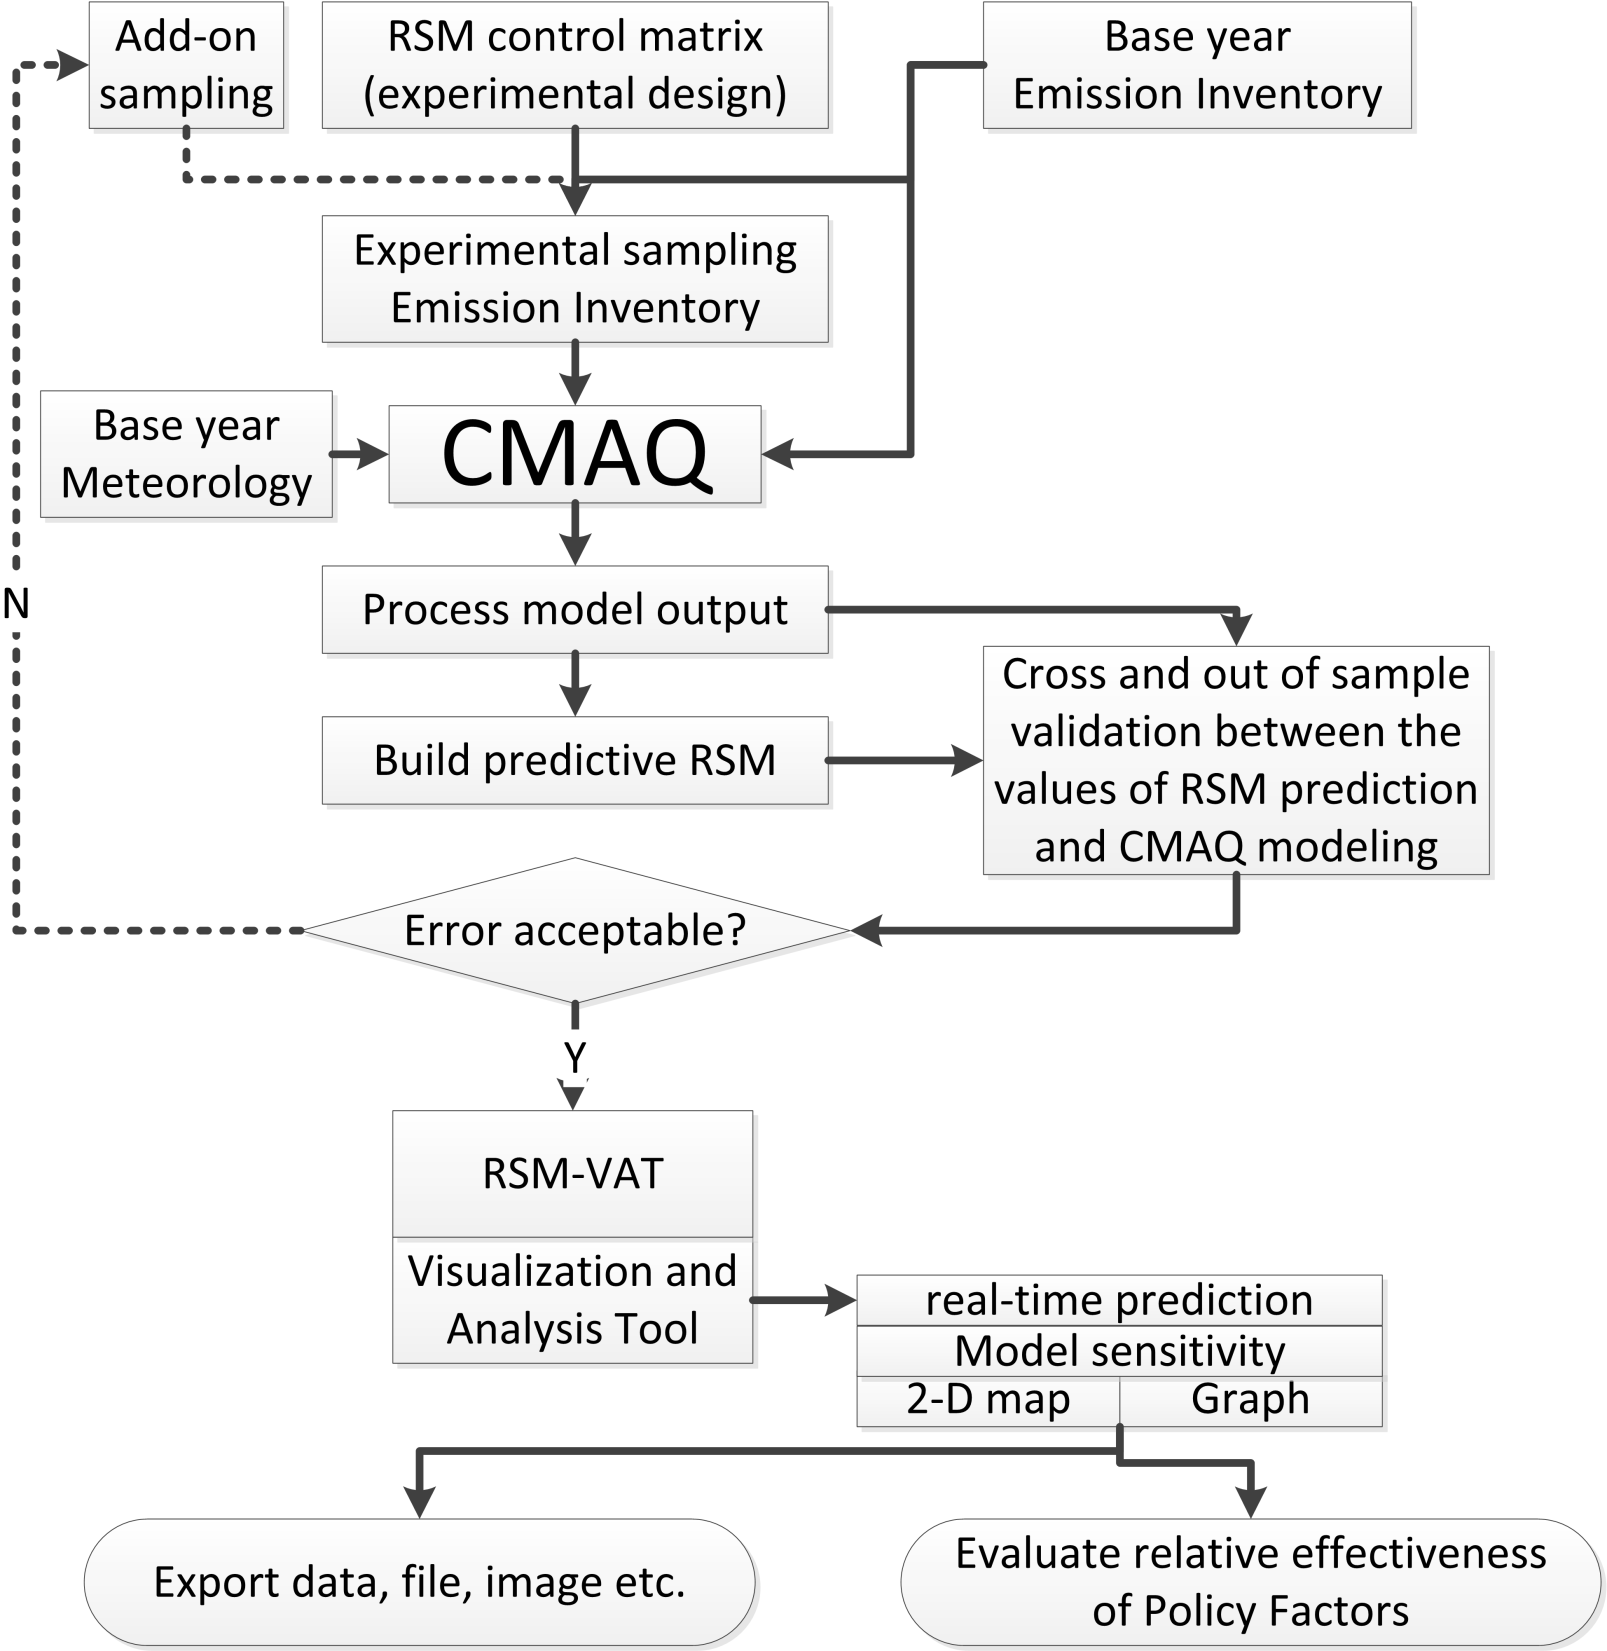 Add-on
sampling
RSM control matrix
(experimental design)
Base year
Emission Inventory
Experimental sampling
Emission Inventory
Base year
Meteorology
CMAQ
N
Process model output
Build predictive RSM
Cross and out of sample
validation between the
values of RSM prediction
and CMAQ modeling
Error acceptable?
Y
RSM-VAT
Visualization and
Analysis Tool
real-time prediction
Model sensitivity
2-D map
Graph
Export data, file, image etc.
Evaluate relative effectiveness
of Policy Factors